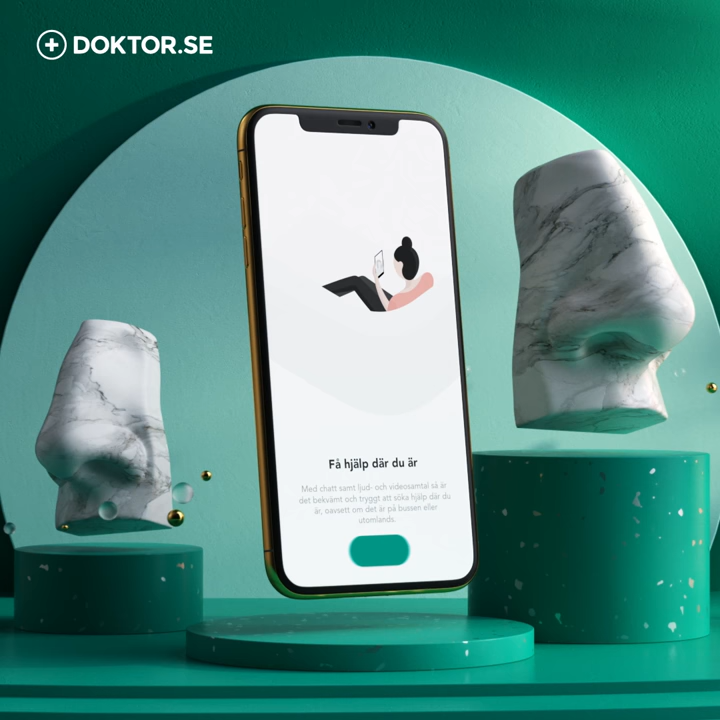 DOKTOR.SE
Få hjälp där du är
Med chatt samt ljud- och videosamtal så är
det bekvämt och tryggt att söka hjälp där du
är, oavsett om det är på bussen eller
utomlands.